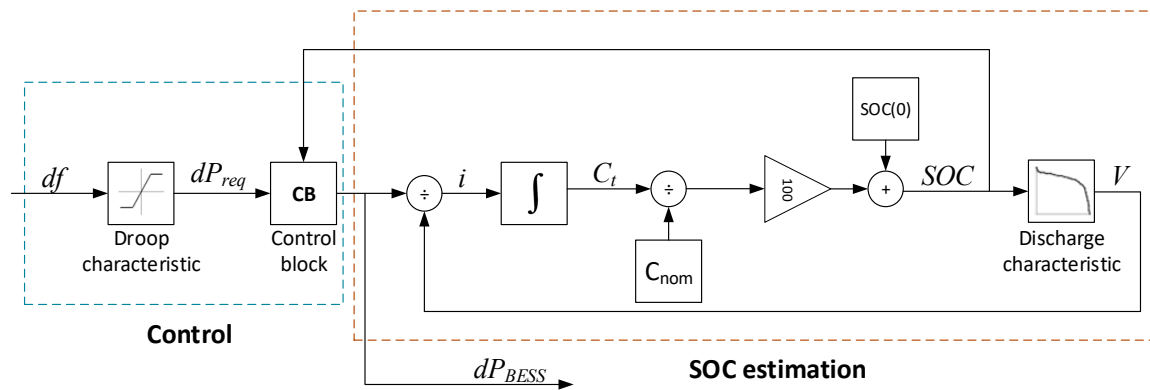 SOC(0)
df
dP_req
CB
÷
i
∫
C_t
÷
100
+
SOC
V
Droop
characteristic
Control
block
C_nom
Discharge
characteristic
Control
SOC estimation
dP_BESS